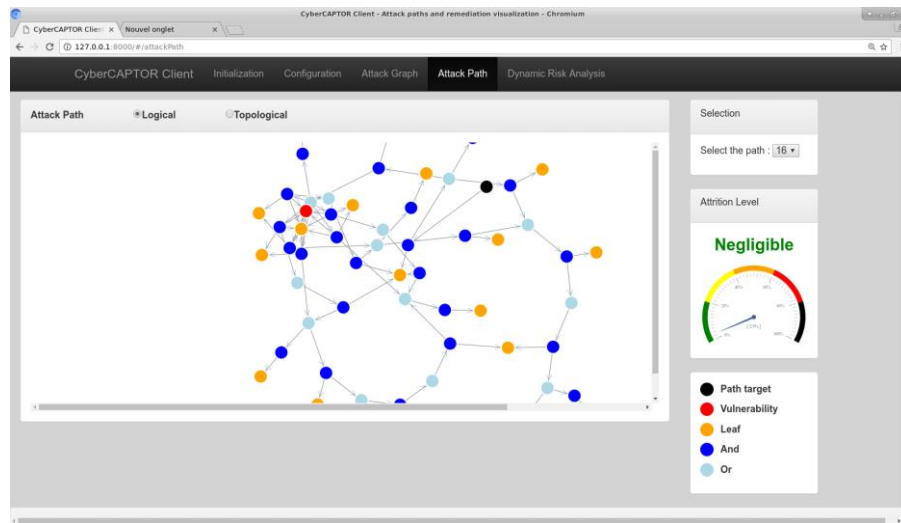 CyberCAPTOR Client - Attack paths and remediation visualization - Chromium
CyberCAPTOR Clien x Nouvel onglet x
127.0.0.1:8000/#/attackPath
CyberCAPTOR Client Initialization Configuration Attack Graph Attack Path Dynamic Risk Analysis
Attack Path Logical Topological
Selection
Select the path : 16
Attrition Level
Negligible
Path target
Vulnerability
Leaf
And
Or